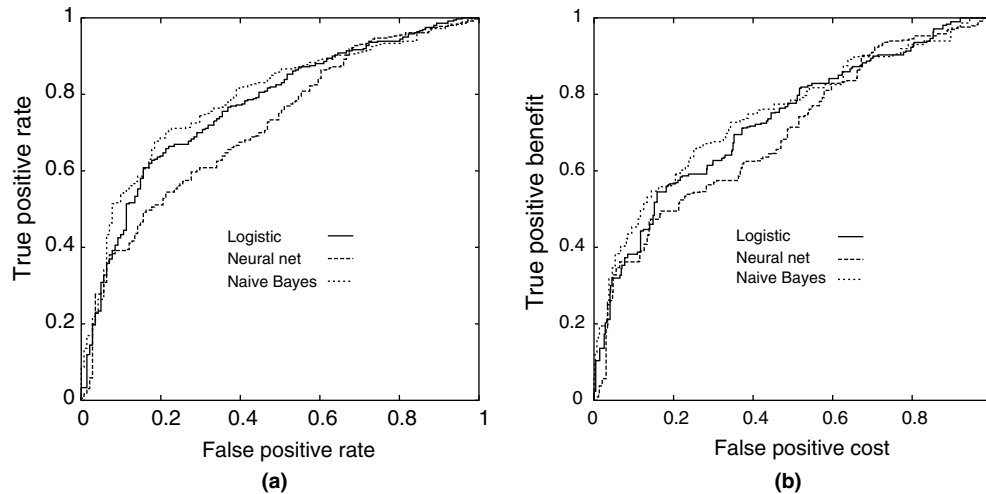 1
0.8
0.6
0.4
0.2
0
True positive rate
Logistic
Neural net
Naive Bayes
0 0.2 0.4 0.6 0.8 1
False positive rate
(a)
1
0.8
0.6
0.4
0.2
0
True positive benefit
Logistic
Neural net
Naive Bayes
0 0.2 0.4 0.6 0.8
False positive cost
(b)